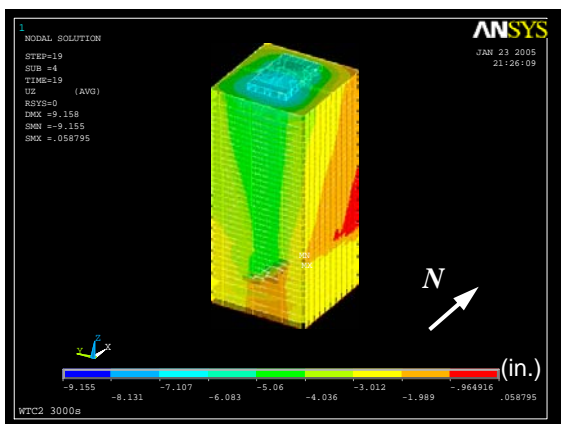 1
NODAL SOLUTION
ANSYS
JAN 23 2005
21:26:09
STEP=19
SUB =4
TIME=19
UZ (AVG)
RSYS=0
DMX =9.158
SMN =-9.155
SMX =.058795
MN
MX
N
Z
Y X
(in.)
-9.155 -7.107 -5.06 -3.012 -.964916
-8.131 -6.083 -4.036 -1.989 .058795
WTC2 3000s